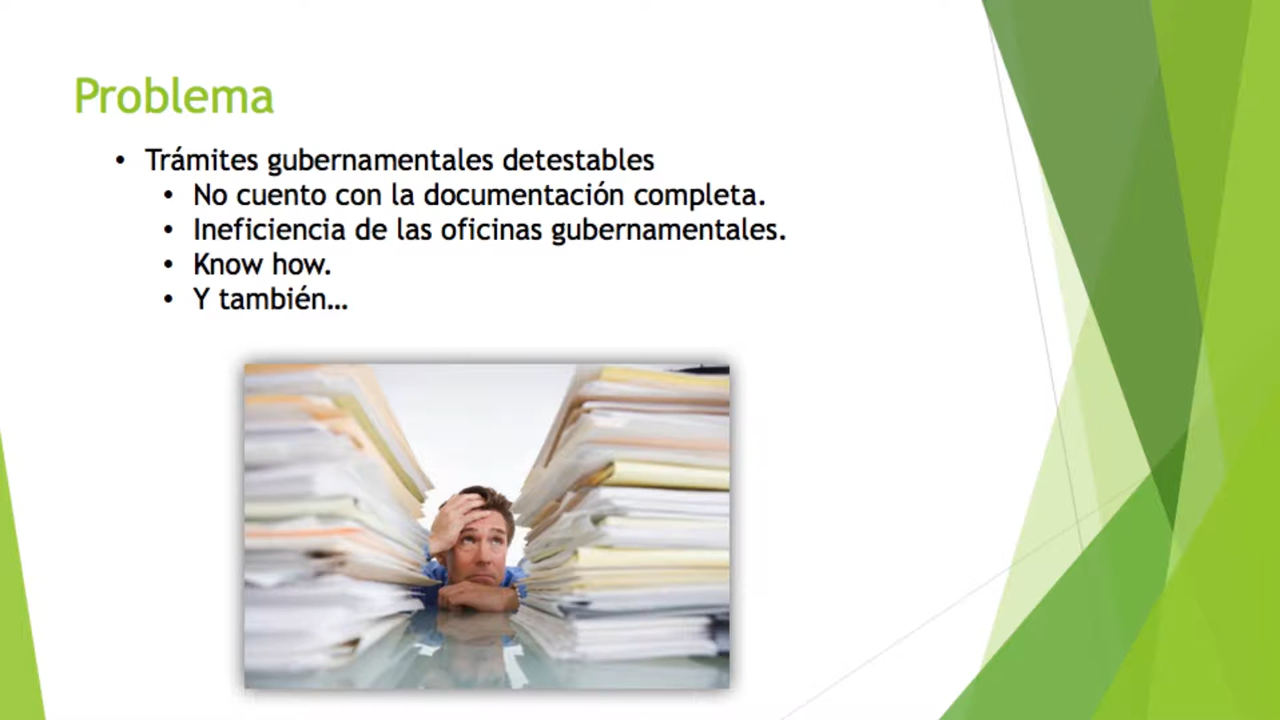 Problema
• Trámites gubernamentales detestables
• No cuento con la documentación completa.
• Ineficiencia de las oficinas gubernamentales.
• Know how.
• Y también...